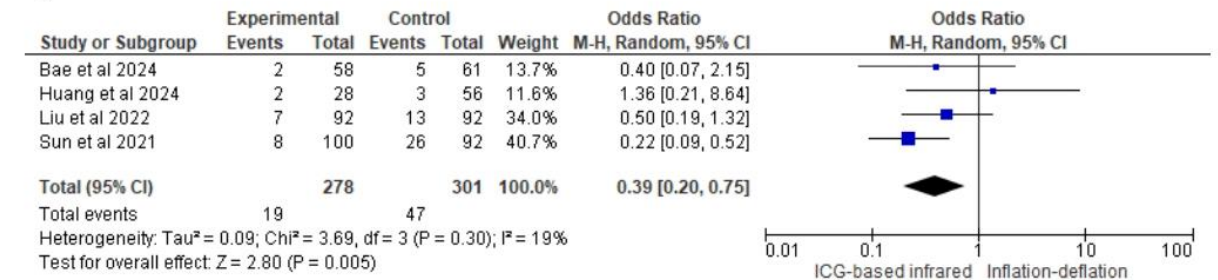 Experimental Control Odds Ratio Odds Ratio
Study or Subgroup Events Total Events Total Weight M-H, Random, 95% CI M-H, Random, 95% CI
Bae et al 2024 2 58 5 61 13.7% 0.40 [0.07, 2.15]
Huang et al 2024 2 28 3 56 11.6% 1.36 [0.21, 8.64]
Liu et al 2022 7 92 13 92 34.0% 0.50 [0.19, 1.32]
Sun et al 2021 8 100 26 92 40.7% 0.22 [0.09, 0.52]
Total (95% CI) 278 301 100.0% 0.39 [0.20, 0.75]
Total events 19 47
Heterogeneity: Tau² = 0.09; Chi² = 3.69, df = 3 (P = 0.30); I² = 19%
Test for overall effect: Z = 2.80 (P = 0.005)
0.01 0.1 1 10 100
ICG-based infrared Inflation-deflation